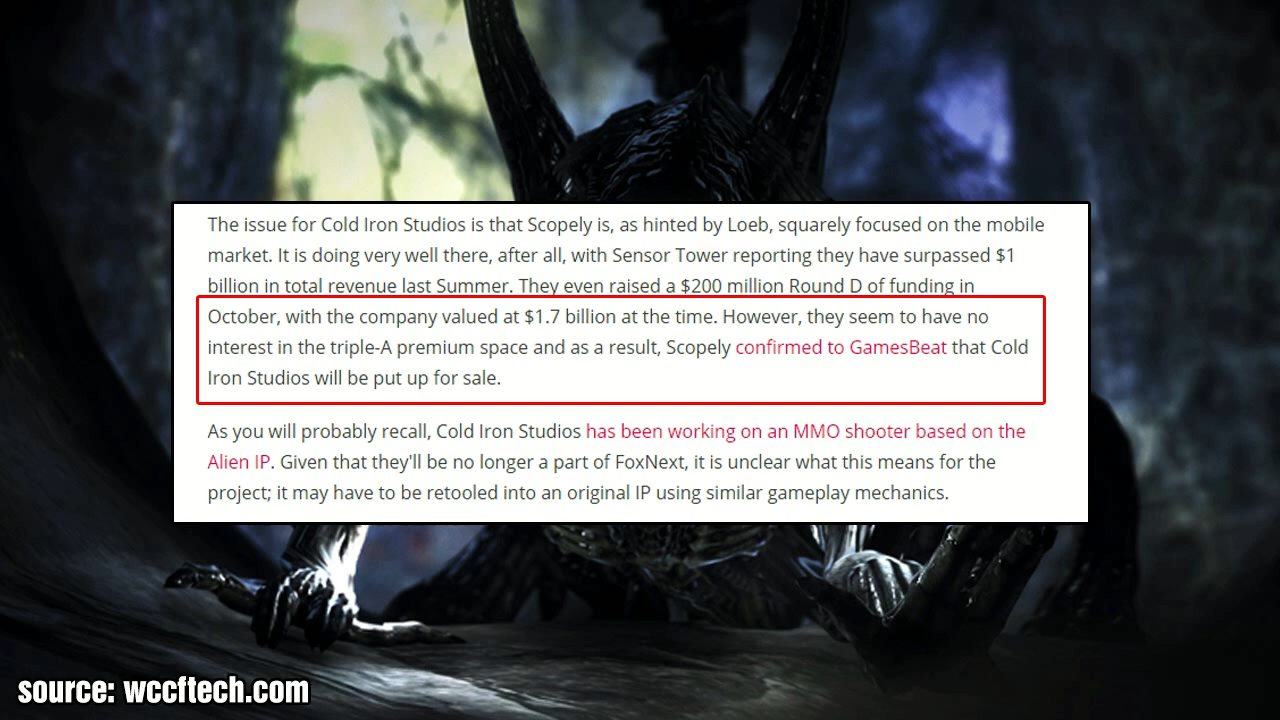 The issue for Cold Iron Studios is that Scopely is, as hinted by Loeb, squarely focused on the mobile
market. It is doing very well there, after all, with Sensor Tower reporting they have surpassed $1
billion in total revenue last Summer. They even raised a $200 million Round D of funding in
October, with the company valued at $1.7 billion at the time. However, they seem to have no
interest in the triple-A premium space and as a result, Scopely confirmed to GamesBeat that Cold
Iron Studios will be put up for sale.
As you will probably recall, Cold Iron Studios has been working on an MMO shooter based on the
Alien IP. Given that they'll be no longer a part of FoxNext, it is unclear what this means for the
project; it may have to be retooled into an original IP using similar gameplay mechanics.
source: wccftech.com